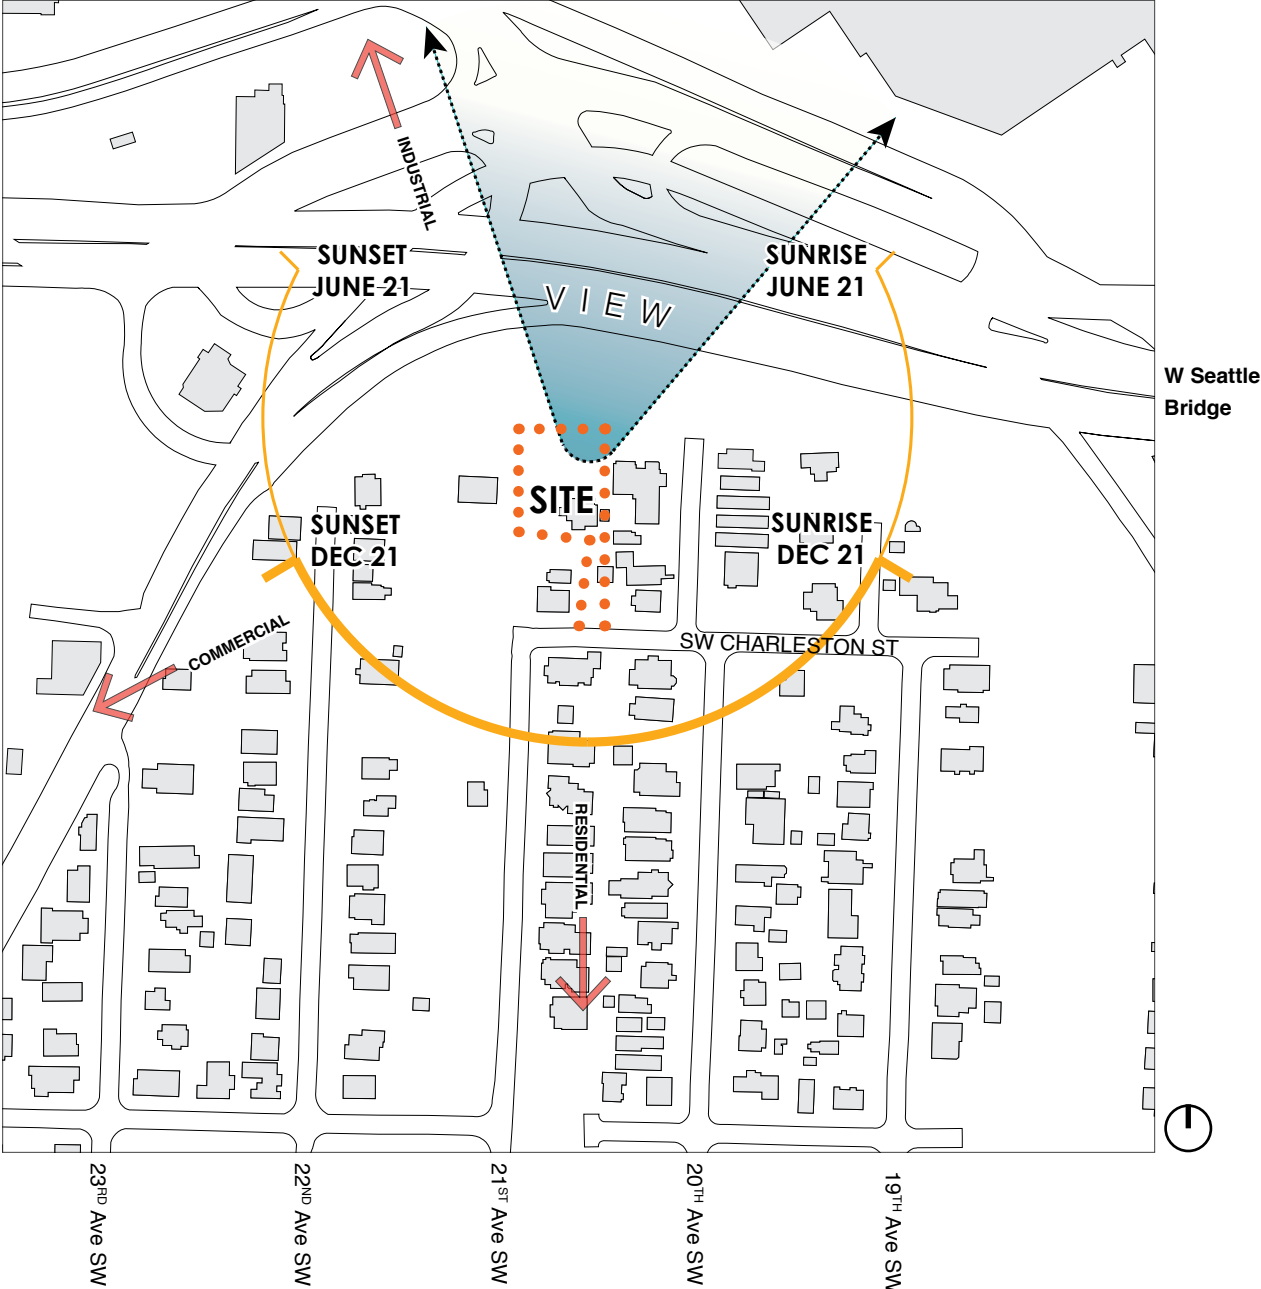 INDUSTRIAL
SUNSET
JUNE 21
SUNRISE
JUNE 21
VIEW
W Seattle
Bridge
SITE
SUNSET
DEC 21
SUNRISE
DEC 21
COMMERCIAL
SW CHARLESTON ST
RESIDENTIAL
23RD Ave SW
22ND Ave SW
21ST Ave SW
20TH Ave SW
19TH Ave SW